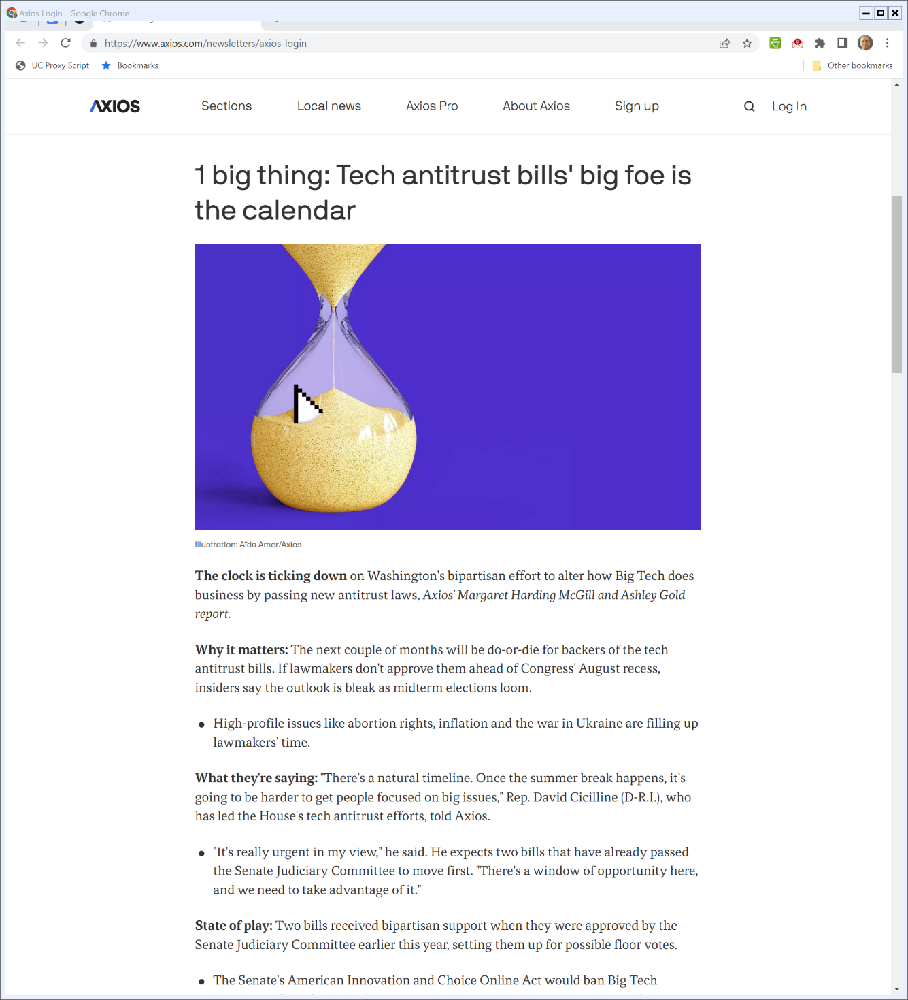 Axios Login - Google Chrome
https://www.axios.com/newsletters/axios-login
UC Proxy Script
Bookmarks
Other bookmarks
AXIOS
Sections
Local news
Axios Pro
About Axios
Sign up
Log In
1 big thing: Tech antitrust bills' big foe is
the calendar
Illustration: Aïda Amer/Axios
The clock is ticking down on Washington's bipartisan effort to alter how Big Tech does
business by passing new antitrust laws, Axios' Margaret Harding McGill and Ashley Gold
report.
Why it matters: The next couple of months will be do-or-die for backers of the tech
antitrust bills. If lawmakers don't approve them ahead of Congress' August recess,
insiders say the outlook is bleak as midterm elections loom.
● High-profile issues like abortion rights, inflation and the war in Ukraine are filling up
lawmakers' time.
What they're saying: "There's a natural timeline. Once the summer break happens, it's
going to be harder to get people focused on big issues," Rep. David Cicilline (D-R.I.), who
has led the House's tech antitrust efforts, told Axios.
● "It's really urgent in my view," he said. He expects two bills that have already passed
the Senate Judiciary Committee to move first. "There's a window of opportunity here,
and we need to take advantage of it."
State of play: Two bills received bipartisan support when they were approved by the
Senate Judiciary Committee earlier this year, setting them up for possible floor votes.
● The Senate's American Innovation and Choice Online Act would ban Big Tech